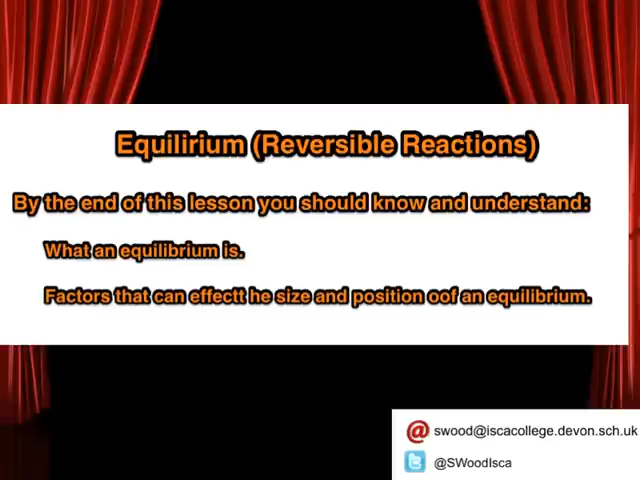 Equilirium (Reversible Reactions)
By the end of this lesson you should know and understand:
What an equilibrium is.
Factors that can effectt he size and position oof an equilibrium.
@ swood@iscacollege.devon.sch.uk
@SWoodIsca